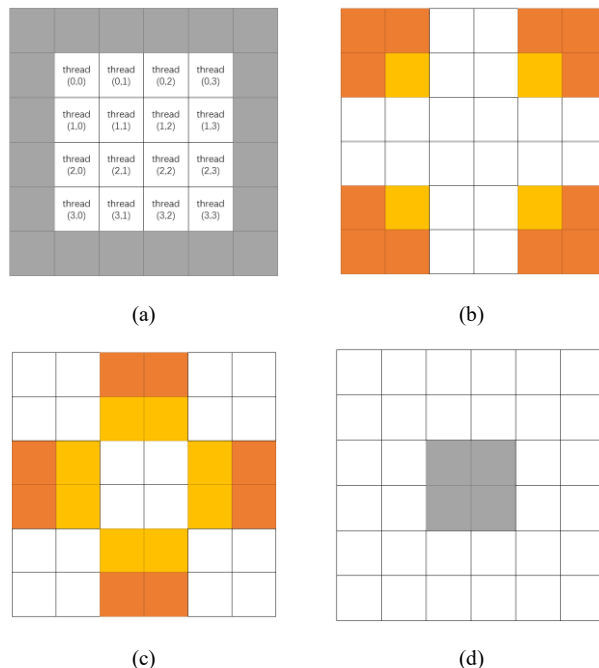 thread thread thread thread
(0,0) (0,1) (0,2) (0,3)
thread thread thread thread
(1,0) (1,1) (1,2) (1,3)
thread thread thread thread
(2,0) (2,1) (2,2) (2,3)
thread thread thread thread
(3,0) (3,1) (3,2) (3,3)
(a) (b)
(c) (d)